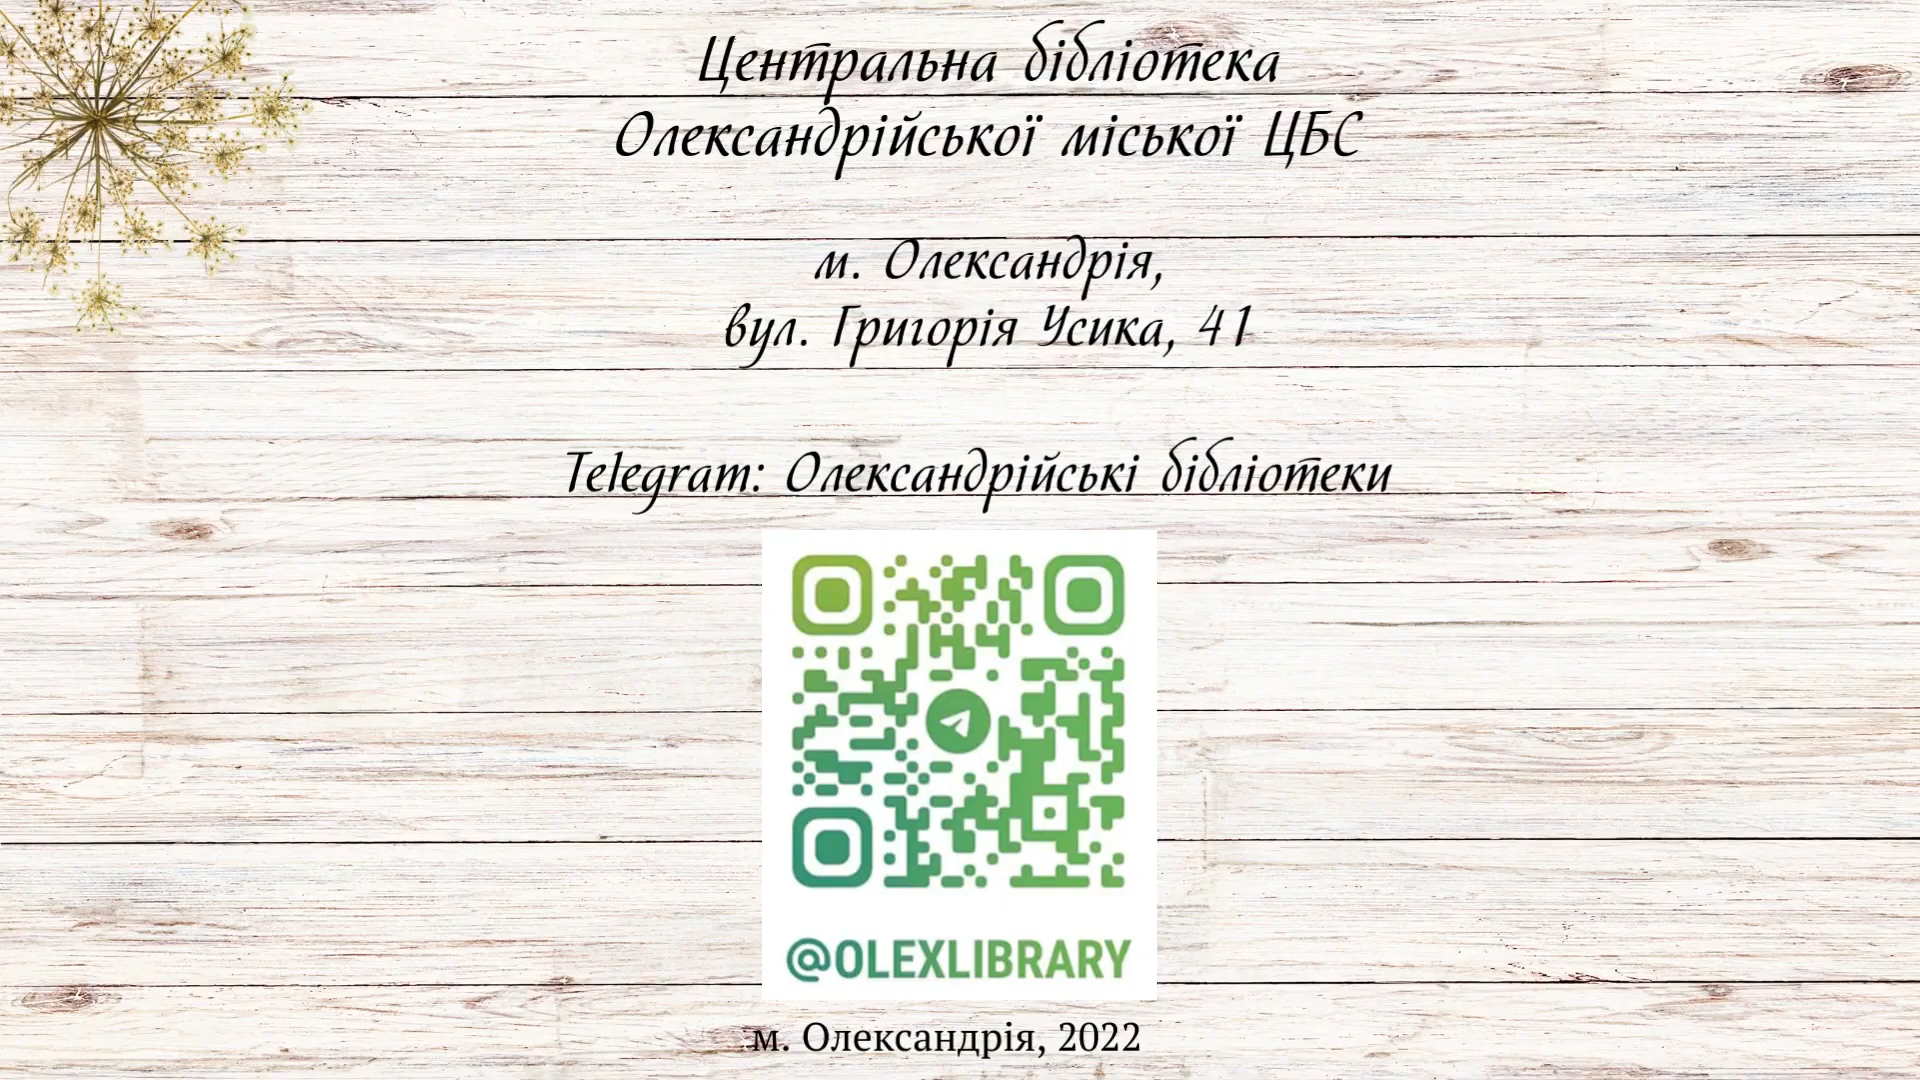 Центральна бібліотека
Олександрійської міської ЦБС
м. Олександрія,
вул. Григорія Усика, 41
Telegram: Олександрійські бібліотеки
@OLEXLIBRARY
м. Олександрія, 2022